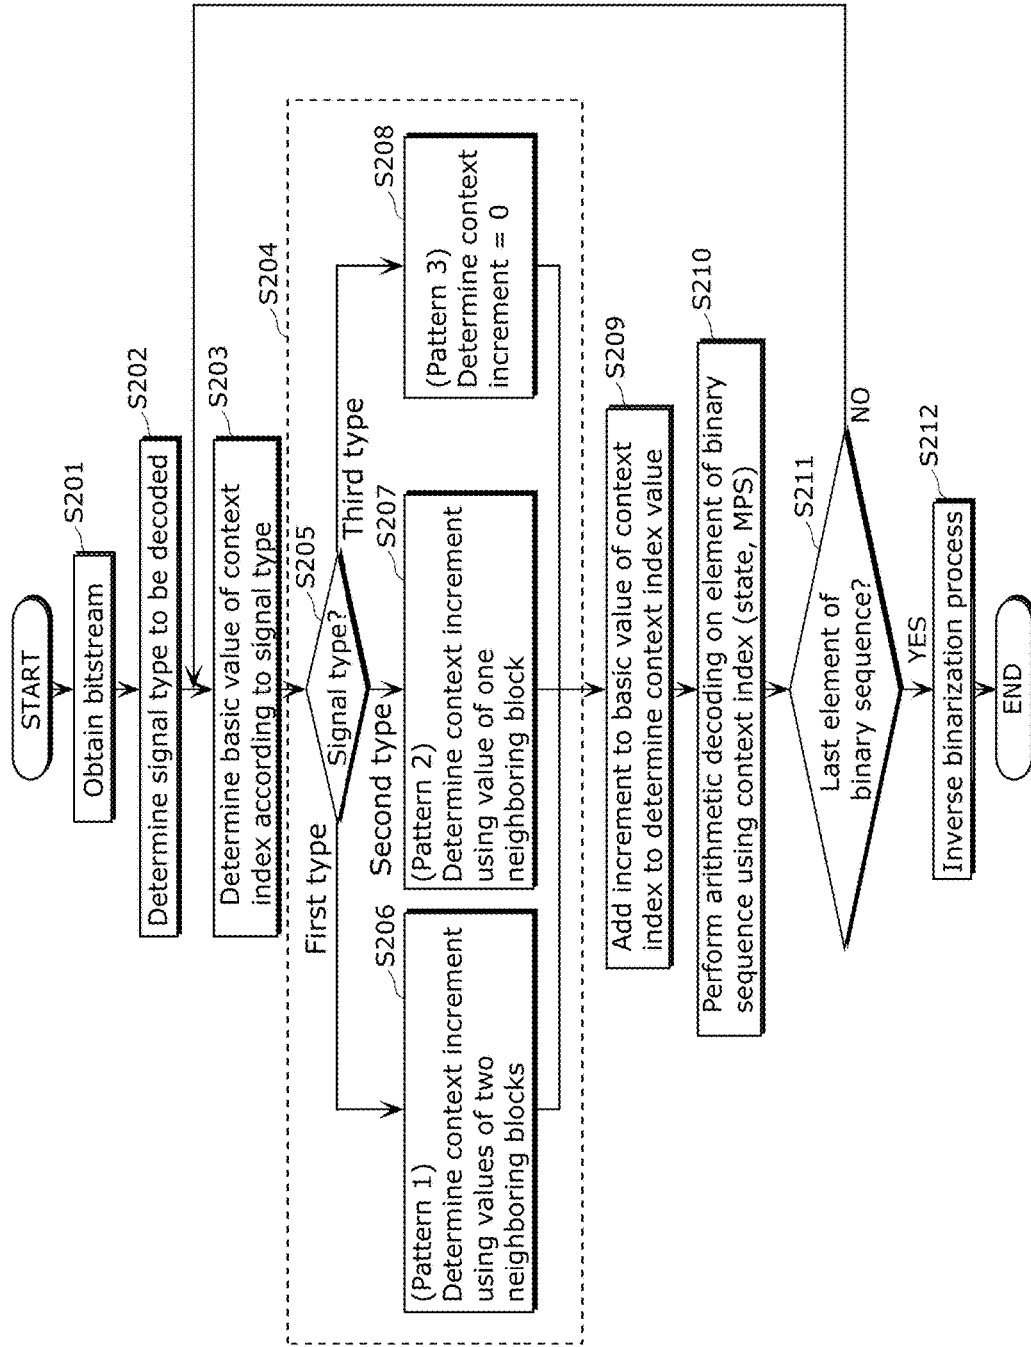 START
S201
Obtain bitstream
S202
Determine signal type to be decoded
S203
Determine basic value of context
index according to signal type
S204
S205
Signal type?
First type
Second type
Third type
S206
(Pattern 1)
Determine context increment
using values of two
neighboring blocks
S207
(Pattern 2)
Determine context increment
using value of one
neighboring block
S208
(Pattern 3)
Determine context
increment = 0
S209
Add increment to basic value of context
index to determine context index value
S210
Perform arithmetic decoding on element of binary
sequence using context index (state, MPS)
S211
Last element of
binary sequence?
NO
YES
S212
Inverse binarization process
END